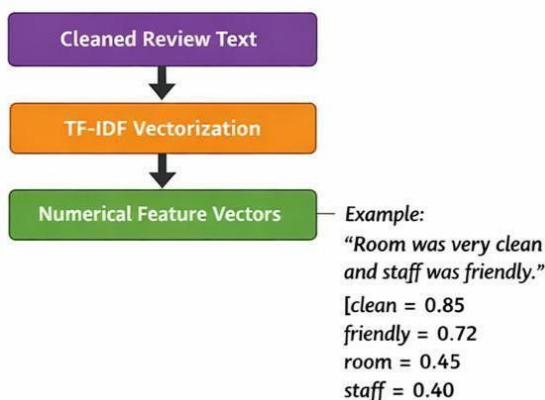 Cleaned Review Text
TF-IDF Vectorization
Numerical Feature Vectors
Example:
“Room was very clean
and staff was friendly.”
[clean = 0.85
friendly = 0.72
room = 0.45
staff = 0.40